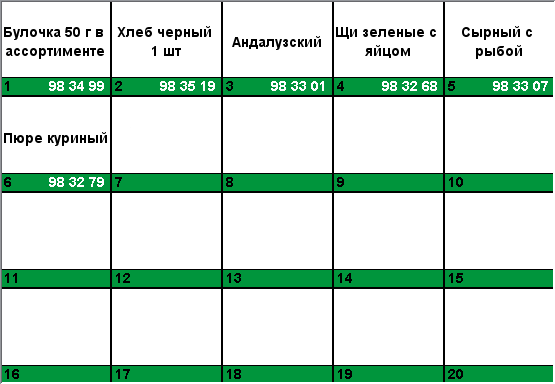 Булочка 50 г в
ассортименте
Хлеб черный
1 шт
Андалузский
Щи зеленые с
яйцом
Сырный с
рыбой
1 98 34 99
2 98 35 19
3 98 33 01
4 98 32 68
5 98 33 07
Пюре куриный
6 98 32 79
7
8
9
10
11
12
13
14
15
16
17
18
19
20